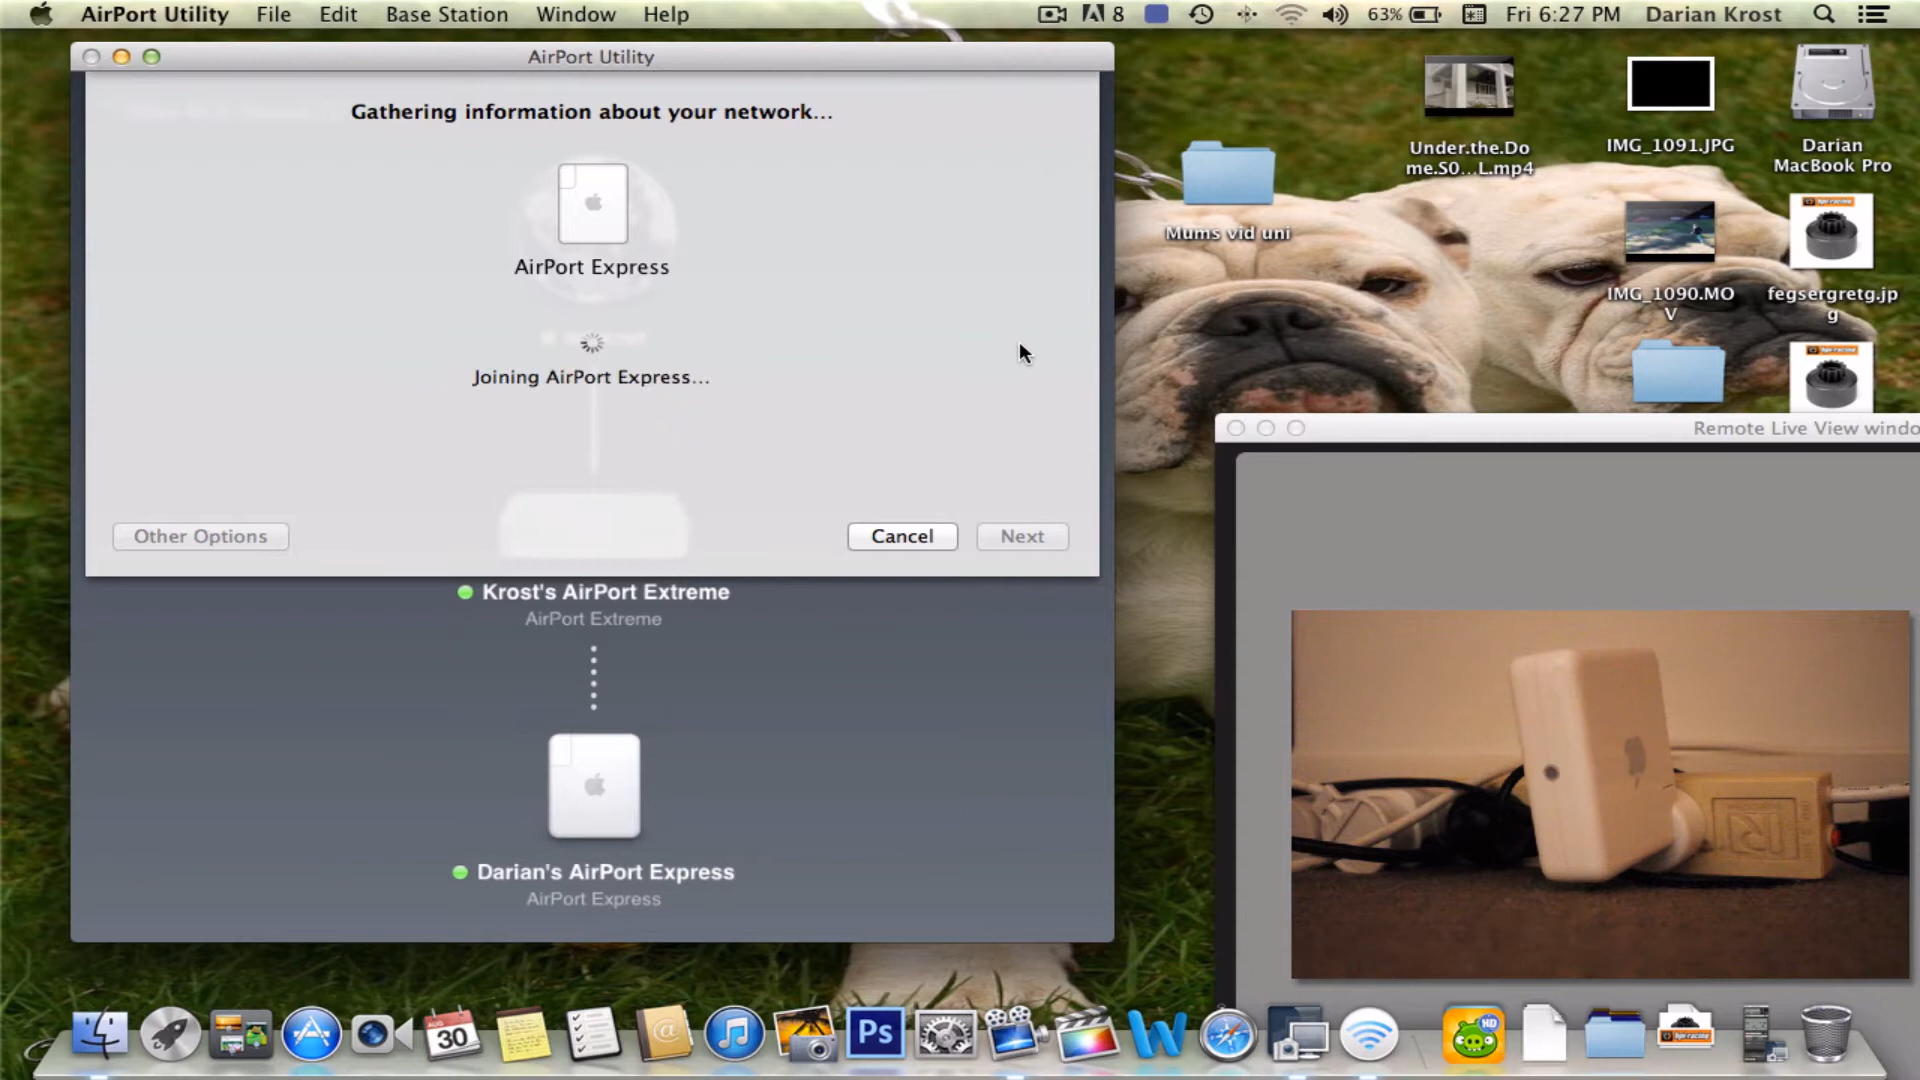 AirPort Utility File Edit Base Station Window Help 8 63% Fri 6:27 PM Darian Krost
AirPort Utility
Gathering information about your network...
AirPort Express
Joining AirPort Express...
Other Options
Cancel
Next
Krost's AirPort Extreme
AirPort Extreme
Darian's AirPort Express
AirPort Express
Mums vid uni
Under.the.Do
me.S0...L.mp4
IMG_1091.JPG
Darian
MacBook Pro
IMG_1090.MO
V
fegsergretg.jp
g
Remote Live View windo
AUG
30
Ps
HD